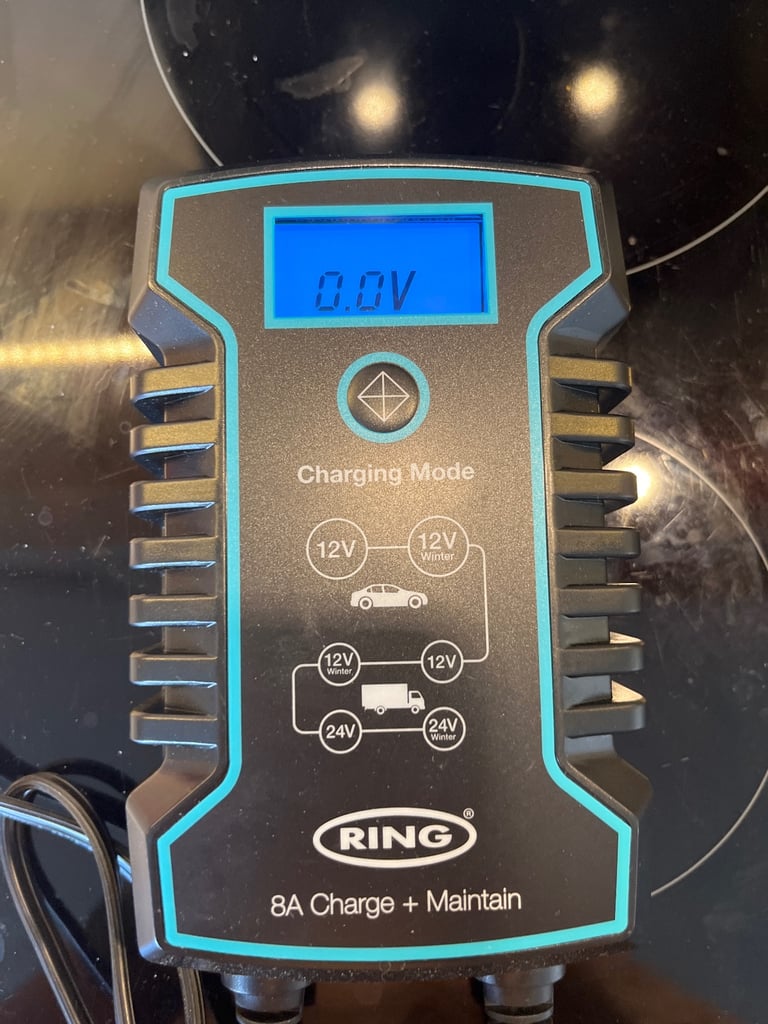 0.0V
Charging Mode
12V
12V
Winter
12V
Winter
12V
24V
24V
Winter
RING®
8A Charge + Maintain